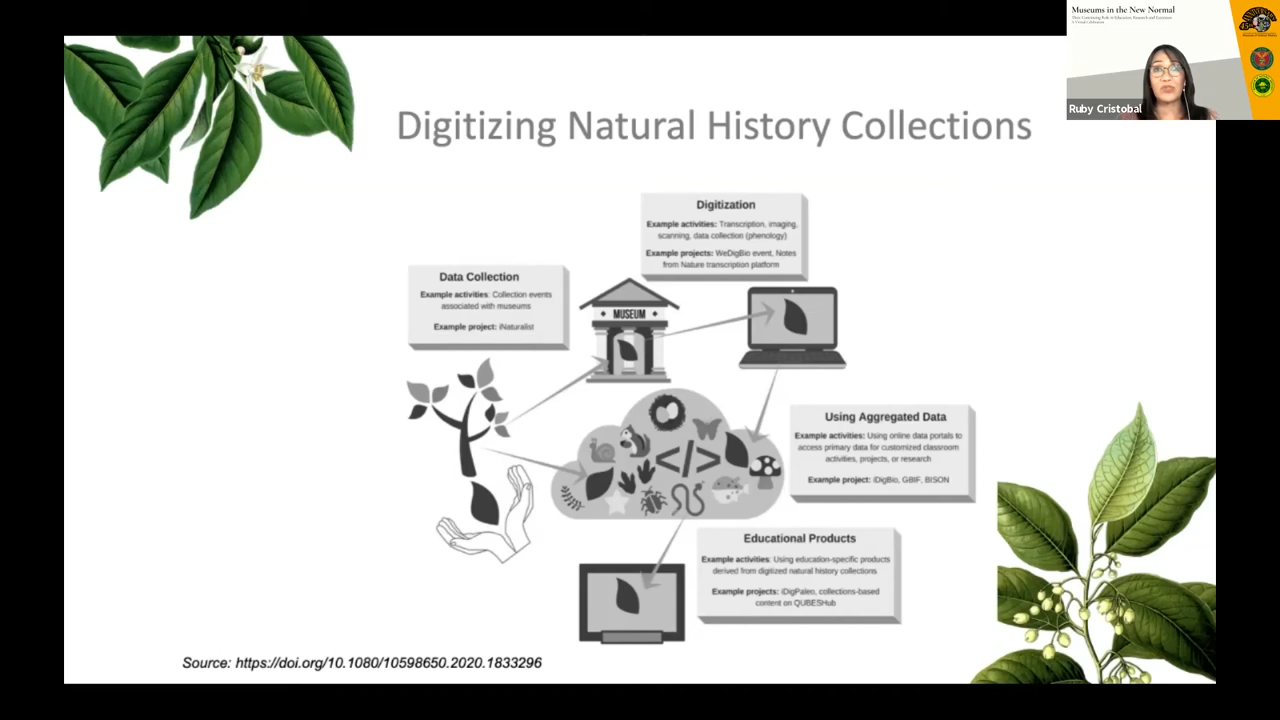 Museums in the New Normal
Their Continuing Role in Education, Research and Extension
A Virtual Celebration
Ruby Cristobal
Digitizing Natural History Collections
Digitization
Example activities: Transcription, imaging,
scanning, data collection (phenology)
Example projects: WeDigBio event, Notes
from Nature transcription platform
Data Collection
Example activities: Collection events
associated with museums
Example project: iNaturalist
MUSEUM
</>
Using Aggregated Data
Example activities: Using online data portals to
access primary data for customized classroom
activities, projects, or research
Example project: iDigBio, GBIF, BISON
Educational Products
Example activities: Using education-specific products
derived from digitized natural history collections
Example projects: iDigPaleo, collections-based
content on QUBESHub
Source: https://doi.org/10.1080/10598650.2020.1833296